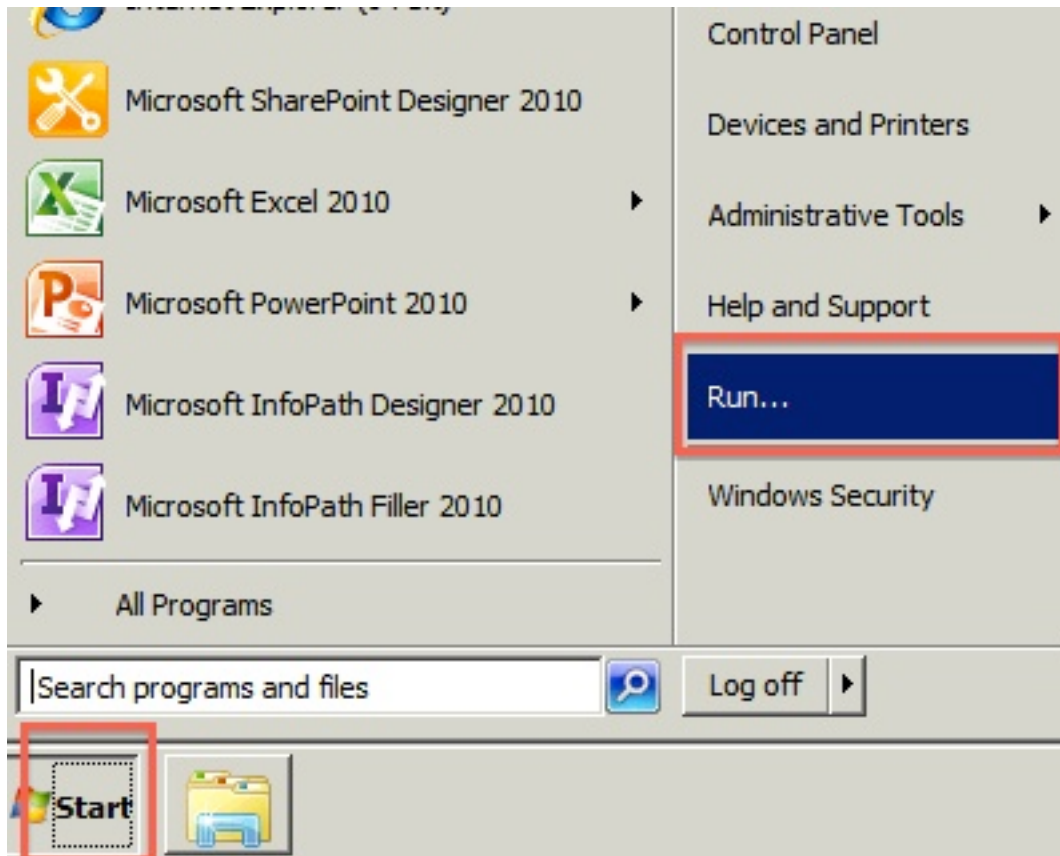 Microsoft SharePoint Designer 2010
Microsoft Excel 2010
Microsoft PowerPoint 2010
Microsoft InfoPath Designer 2010
Microsoft InfoPath Filler 2010
All Programs
Search programs and files
Start
Control Panel
Devices and Printers
Administrative Tools
Help and Support
Run...
Windows Security
Log off